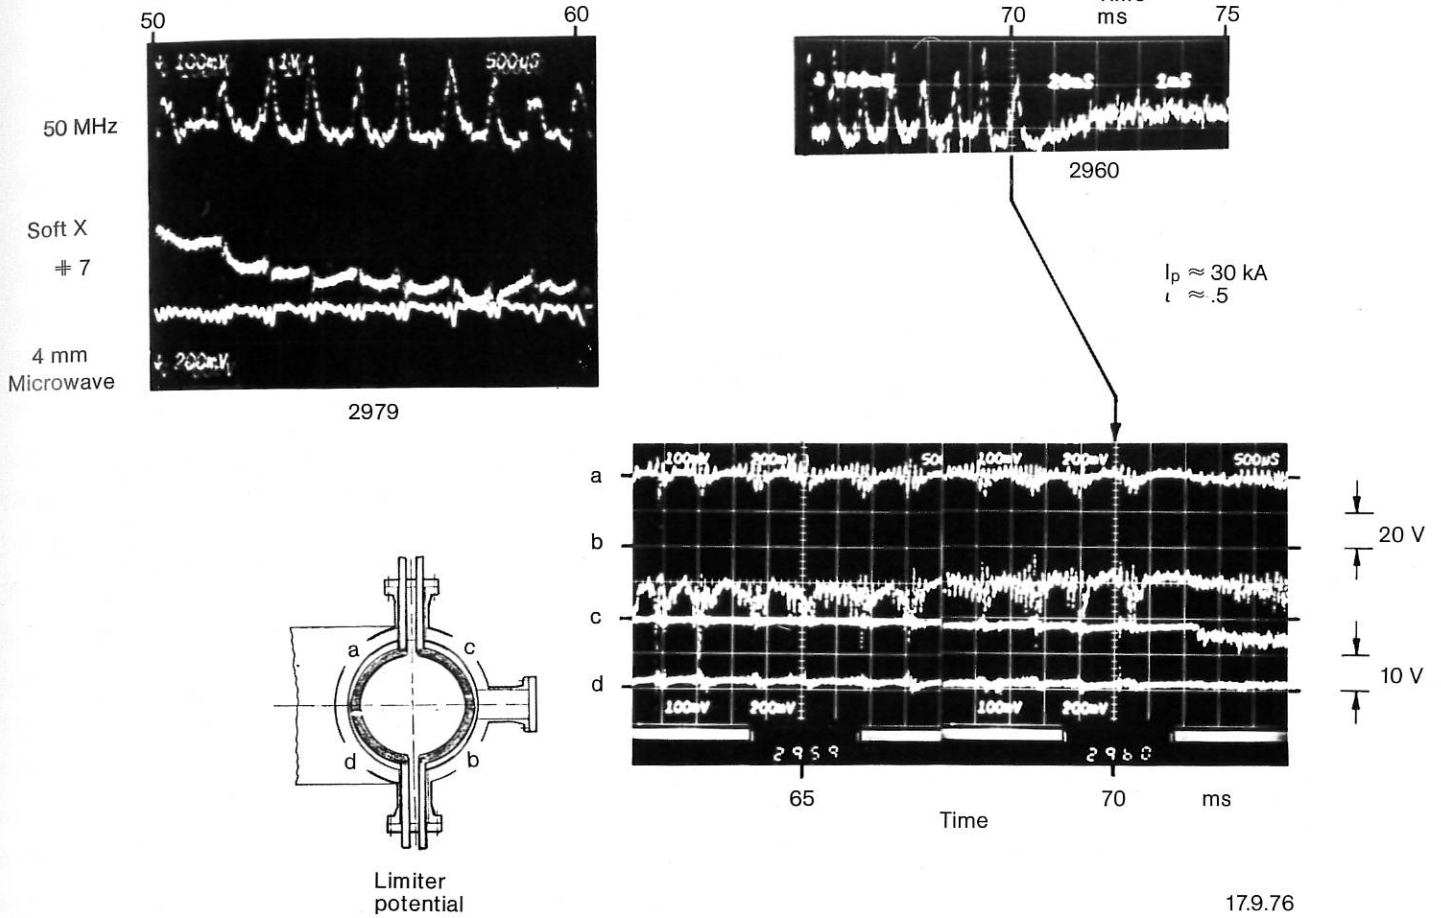 50
60
↓ 100mV 1V 500µS
50 MHz
Soft X
# 7
4 mm
Microwave
↓ 200mV
2979
70
ms
75
20mS 1mS
2960
Ip ≈ 30 kA
ι ≈ .5
a
b
c
d
100mV 200mV 50
100mV 200mV 500µS
20 V
10 V
100mV 200mV
100mV 200mV
2959
2960
65
70
ms
Time
a
c
d
b
Limiter
potential
17.9.76